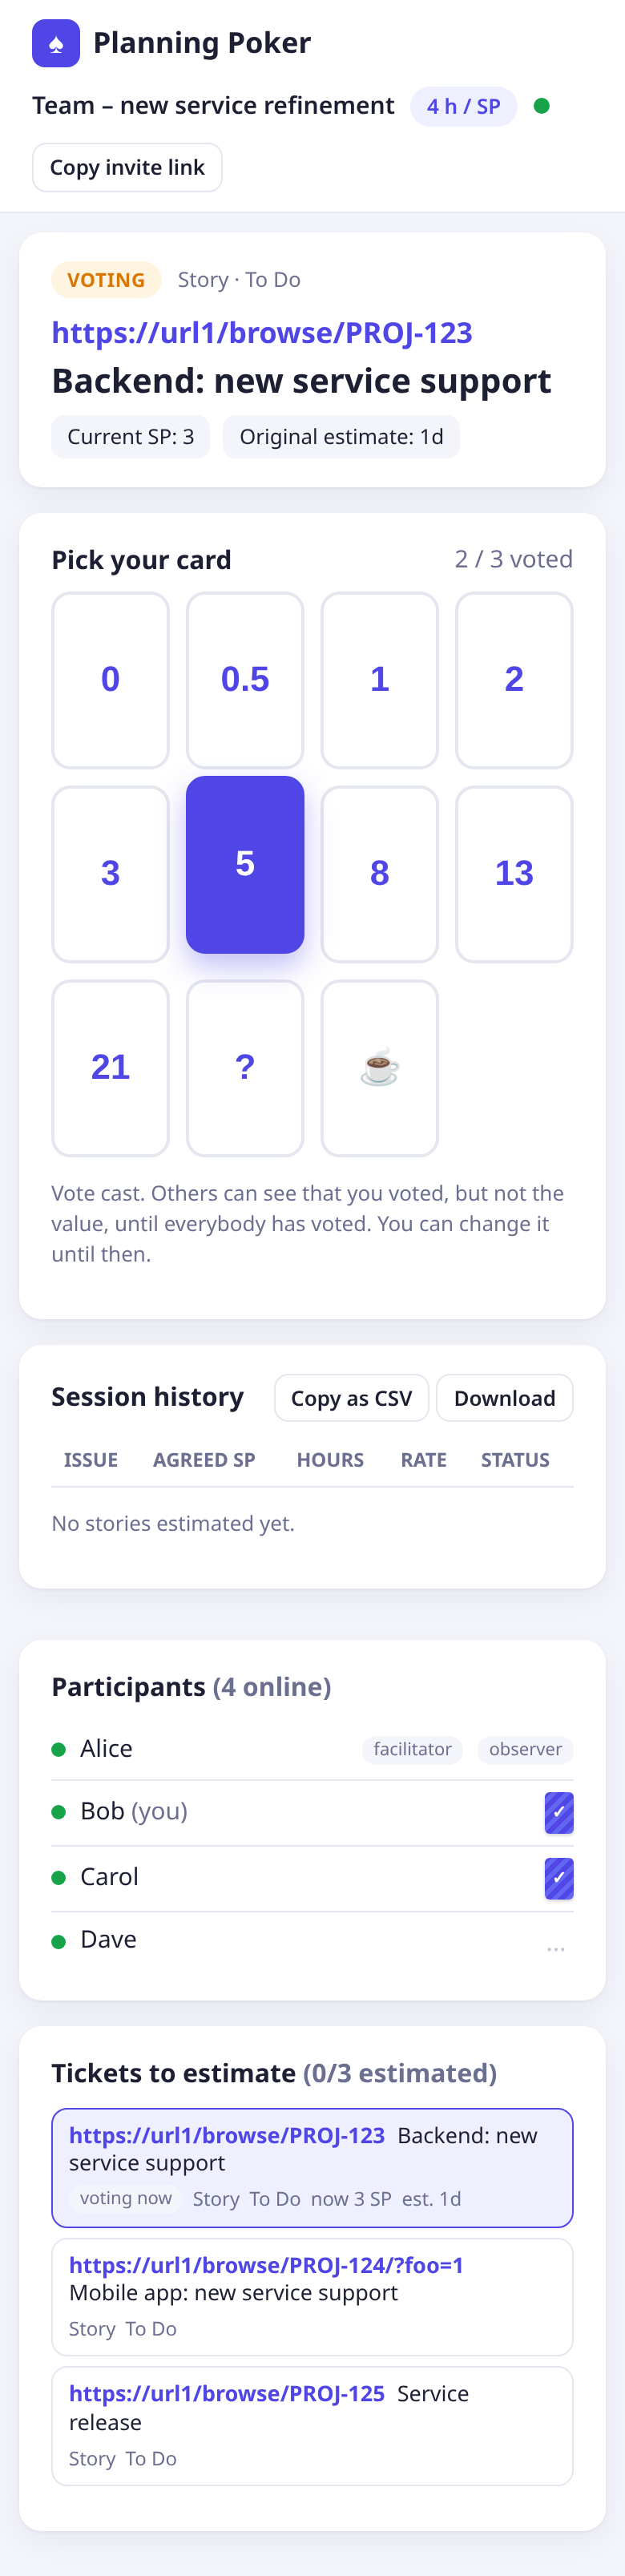 ♠ Planning Poker
Team – new service refinement 4 h / SP
Copy invite link
VOTING Story · To Do
https://url1/browse/PROJ-123
Backend: new service support
Current SP: 3 Original estimate: 1d
Pick your card 2 / 3 voted
0 0.5 1 2
3 5 8 13
21 ? ☕
Vote cast. Others can see that you voted, but not the
value, until everybody has voted. You can change it
until then.
Session history Copy as CSV Download
ISSUE AGREED SP HOURS RATE STATUS
No stories estimated yet.
Participants (4 online)
Alice facilitator observer
Bob (you) ✓
Carol ✓
Dave ...
Tickets to estimate (0/3 estimated)
https://url1/browse/PROJ-123 Backend: new
service support
voting now Story To Do now 3 SP est. 1d
https://url1/browse/PROJ-124/?foo=1
Mobile app: new service support
Story To Do
https://url1/browse/PROJ-125 Service
release
Story To Do